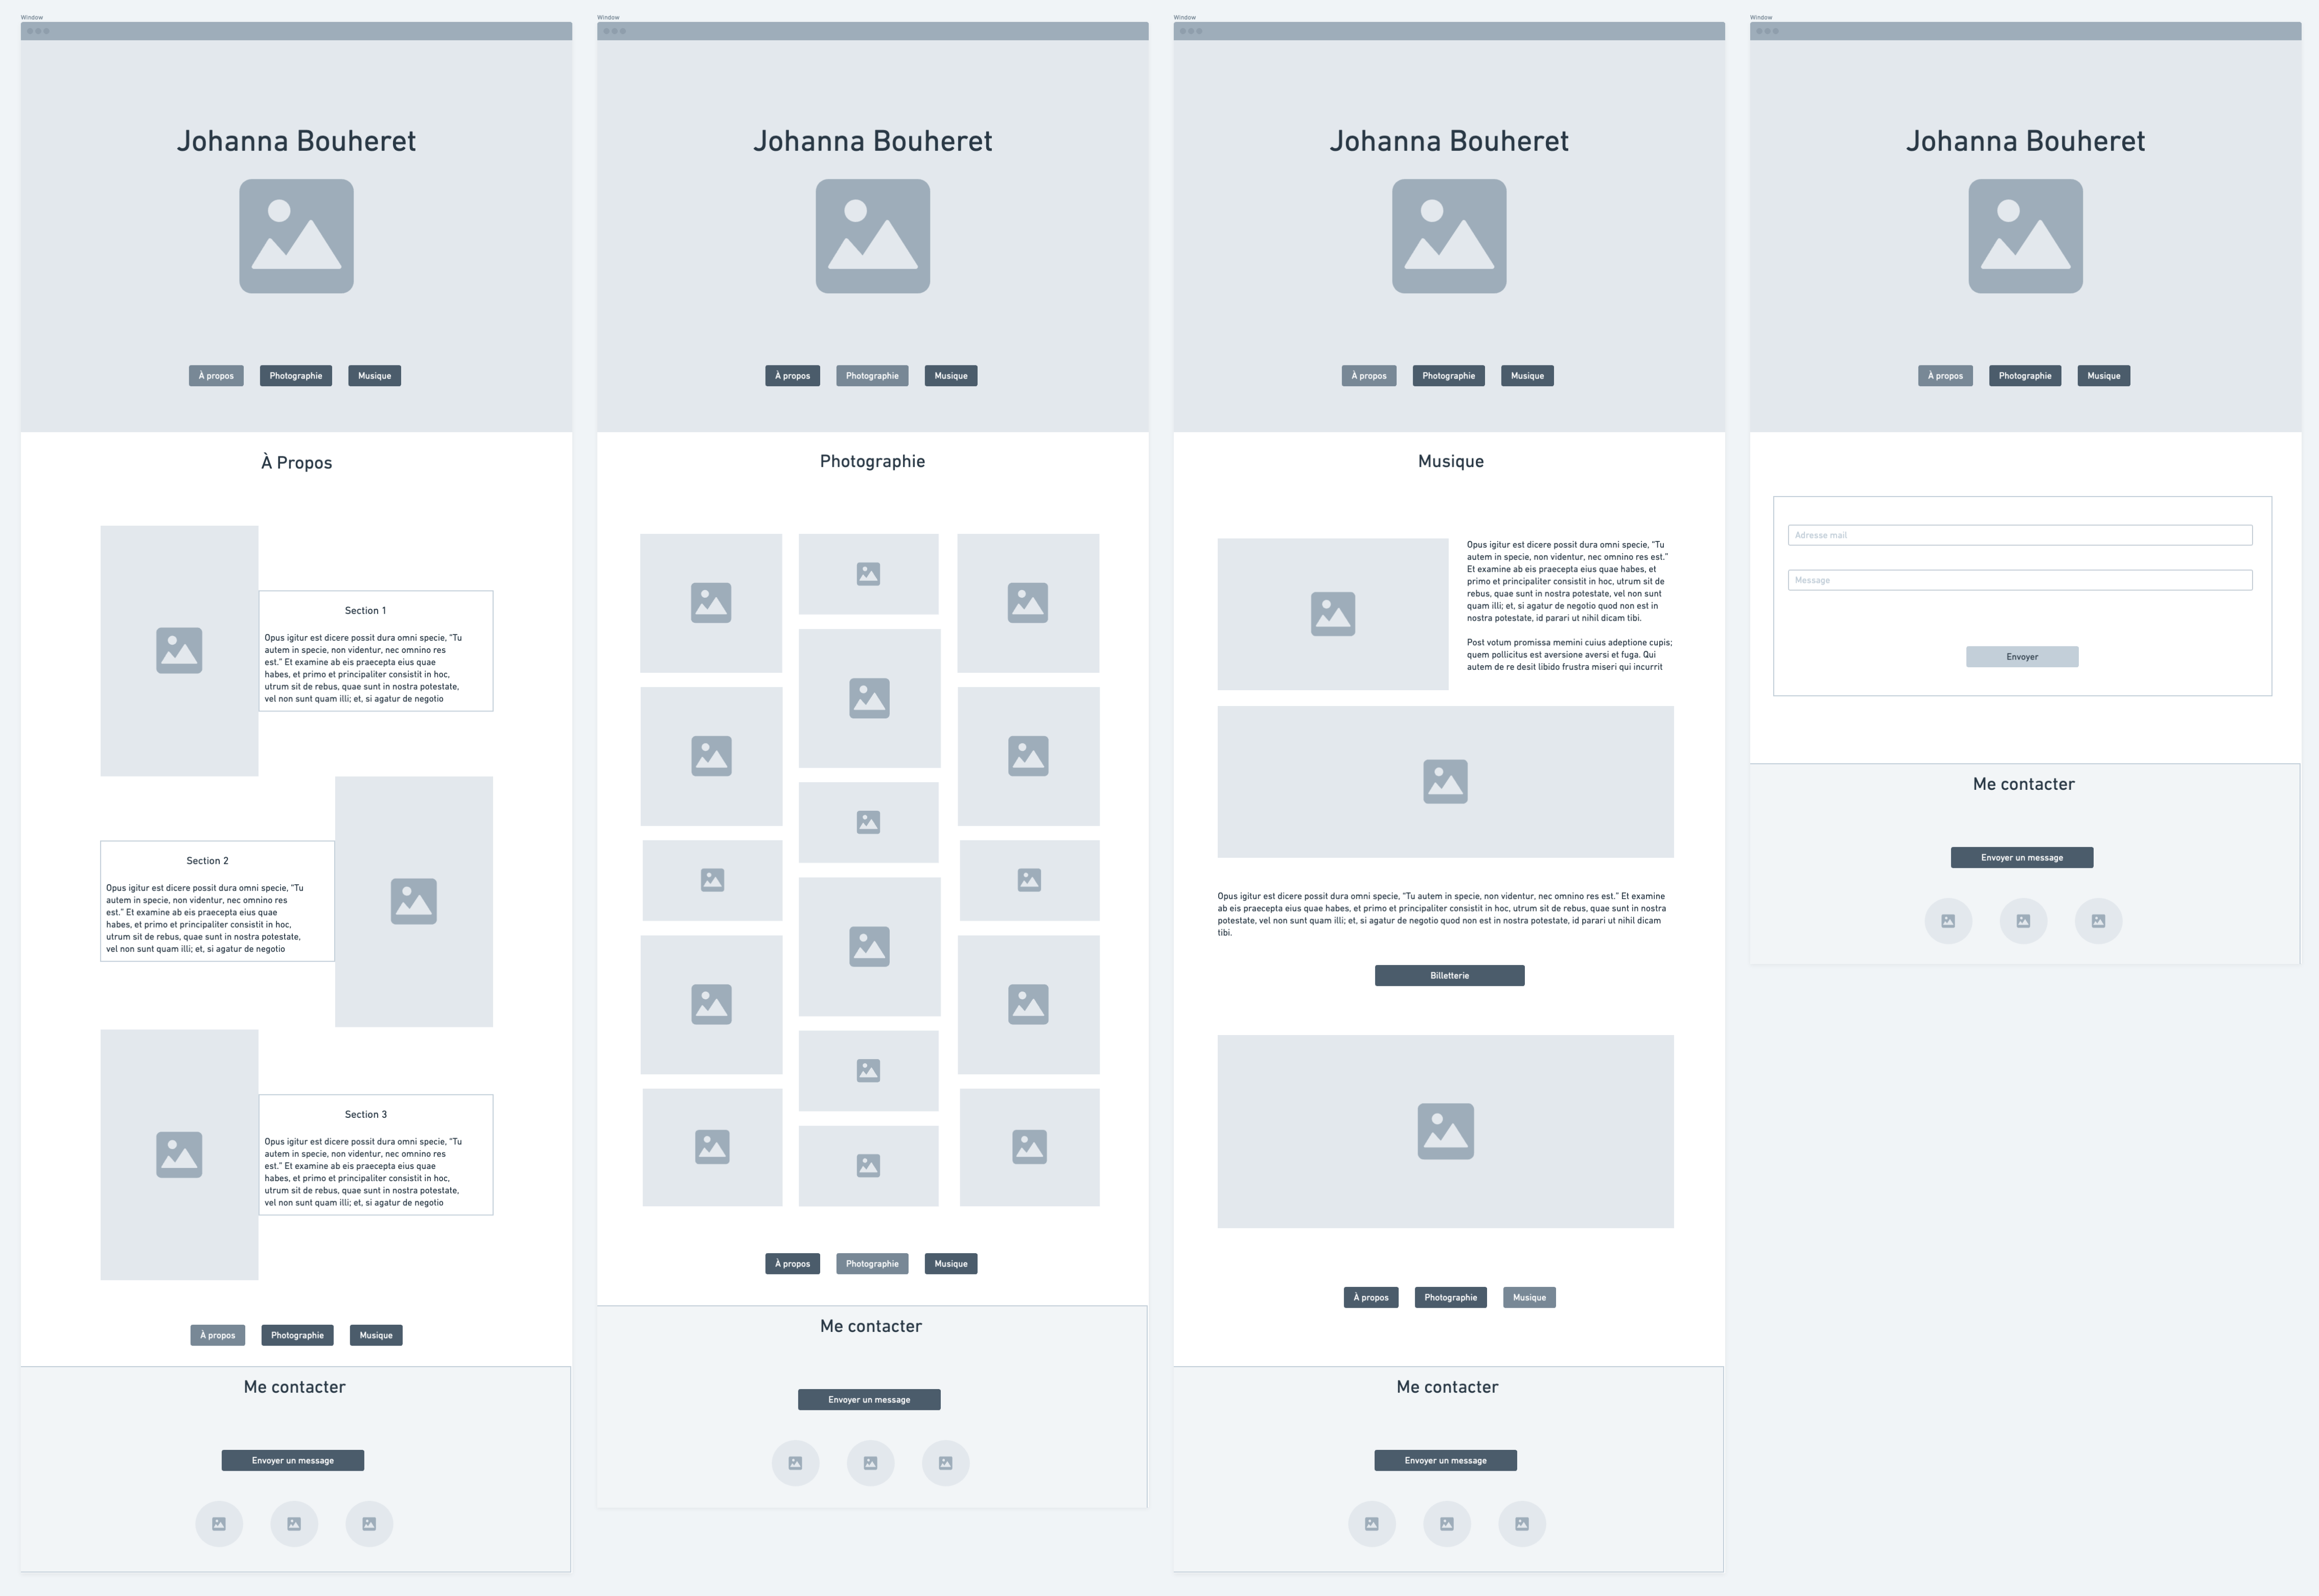 Window
Johanna Bouheret
À propos
Photographie
Musique
À Propos
Section 1
Opus igitur est dicere possit dura omni specie, “Tu
autem in specie, non videntur, nec omnino res
est.” Et examine ab eis praecepta eius quae
habes, et primo et principaliter consistit in hoc,
utrum sit de rebus, quae sunt in nostra potestate,
vel non sunt quam illi; et, si agatur de negotio
Section 2
Opus igitur est dicere possit dura omni specie, “Tu
autem in specie, non videntur, nec omnino res
est.” Et examine ab eis praecepta eius quae
habes, et primo et principaliter consistit in hoc,
utrum sit de rebus, quae sunt in nostra potestate,
vel non sunt quam illi; et, si agatur de negotio
Section 3
Opus igitur est dicere possit dura omni specie, “Tu
autem in specie, non videntur, nec omnino res
est.” Et examine ab eis praecepta eius quae
habes, et primo et principaliter consistit in hoc,
utrum sit de rebus, quae sunt in nostra potestate,
vel non sunt quam illi; et, si agatur de negotio
À propos
Photographie
Musique
Me contacter
Envoyer un message
Window
Johanna Bouheret
À propos
Photographie
Musique
Photographie
À propos
Photographie
Musique
Me contacter
Envoyer un message
Window
Johanna Bouheret
À propos
Photographie
Musique
Musique
Opus igitur est dicere possit dura omni specie, “Tu
autem in specie, non videntur, nec omnino res est.”
Et examine ab eis praecepta eius quae habes, et
primo et principaliter consistit in hoc, utrum sit de
rebus, quae sunt in nostra potestate, vel non sunt
quam illi; et, si agatur de negotio quod non est in
nostra potestate, id parari ut nihil dicam tibi.
Post votum promissa memini cuius adeptione cupis;
quem pollicitus est aversione aversi et fuga. Qui
autem de re desit libido frustra miseri qui incurrit
Opus igitur est dicere possit dura omni specie, “Tu autem in specie, non videntur, nec omnino res est.” Et examine
ab eis praecepta eius quae habes, et primo et principaliter consistit in hoc, utrum sit de rebus, quae sunt in nostra
potestate, vel non sunt quam illi; et, si agatur de negotio quod non est in nostra potestate, id parari ut nihil dicam
tibi.
Billetterie
À propos
Photographie
Musique
Me contacter
Envoyer un message
Window
Johanna Bouheret
À propos
Photographie
Musique
Adresse mail
Message
Envoyer
Me contacter
Envoyer un message